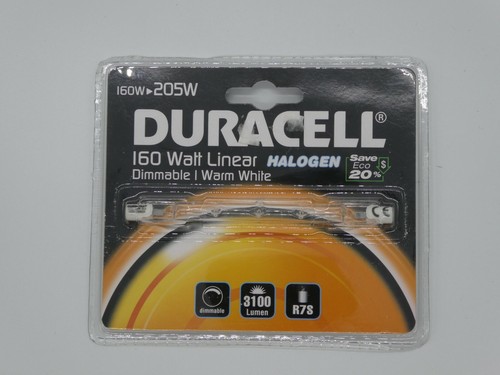 160W▶205W
DURACELL®
160 Watt Linear HALOGEN
Dimmable | Warm White
Save
Eco $
20%
CE
dimmable
3100
Lumen
R7S